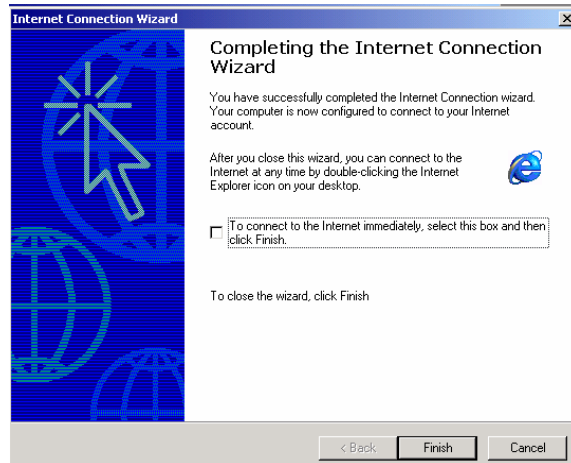 Internet Connection Wizard
Completing the Internet Connection
Wizard
You have successfully completed the Internet Connection wizard.
Your computer is now configured to connect to your Internet
account.
After you close this wizard, you can connect to the
Internet at any time by double-clicking the Internet
Explorer icon on your desktop.
To connect to the Internet immediately, select this box and then
click Finish.
To close the wizard, click Finish
< Back Finish Cancel